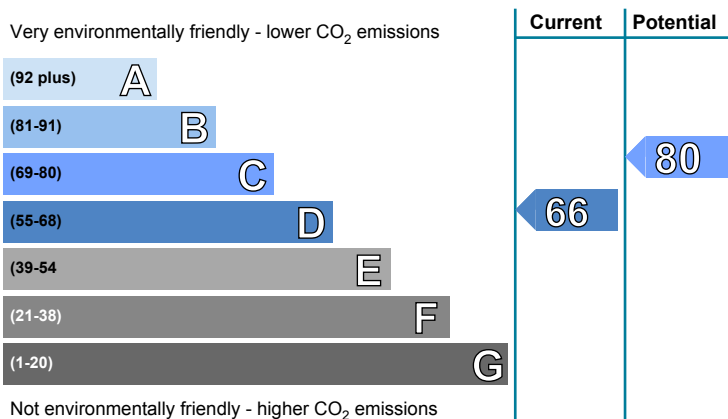 Current Potential
Very environmentally friendly - lower CO2 emissions
(92 plus) A
(81-91) B
(69-80) C
80
(55-68) D
66
(39-54 E
(21-38) F
(1-20) G
Not environmentally friendly - higher CO2 emissions